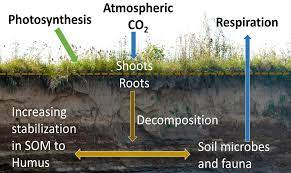 Photosynthesis
Atmospheric
CO2
Respiration
Shoots
Roots
Decomposition
Increasing
stabilization
in SOM to
Humus
Soil microbes
and fauna